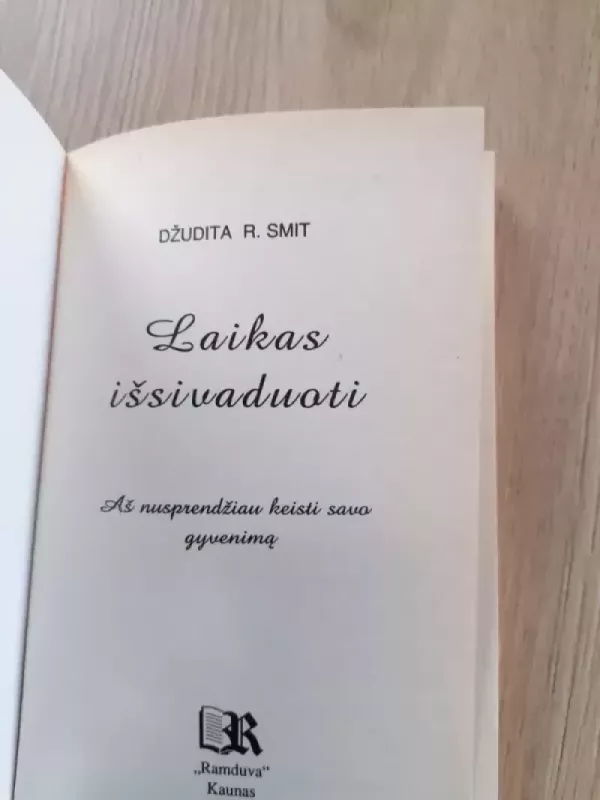 DŽUDITA R. SMIT
Laikas
išsivaduoti
Aš nusprendžiau keisti savo
gyvenimą
R
„Ramduva“
Kaunas